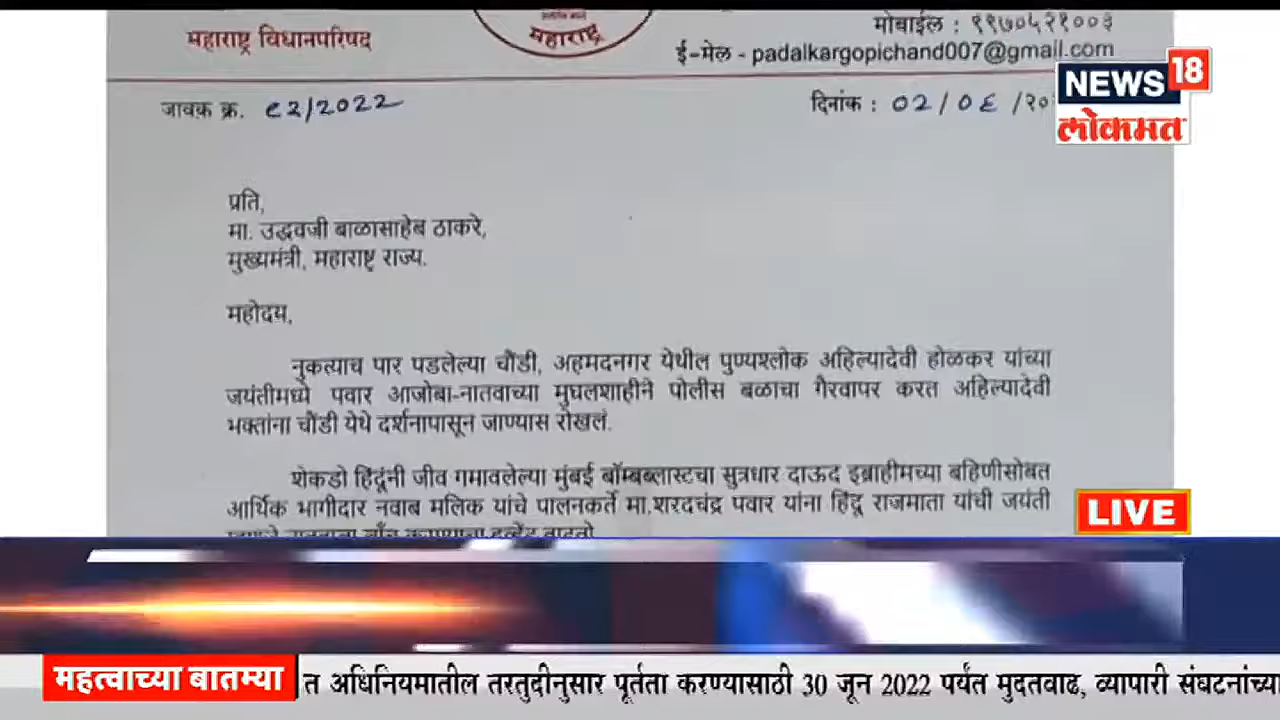 महाराष्ट्र विधानपरिषद
महाराष्ट्र
मोबाईल : ९९७०५२१००३
ई-मेल - padalkargopichand007@gmail.com
NEWS 18
लोकमत
जावक क्र. ८२/2022
दिनांक : 02/0६/२०
प्रति,
मा. उद्धवजी बाळासाहेब ठाकरे,
मुख्यमंत्री, महाराष्ट्र राज्य.
महोदय,
नुकत्याच पार पडलेल्या चौंडी, अहमदनगर येथील पुण्यश्लोक अहिल्यादेवी होळकर यांच्या
जयंतीमध्ये पवार आजोबा-नातवाच्या मुघलशाहीने पोलीस बळाचा गैरवापर करत अहिल्यादेवी
भक्तांना चौंडी येथे दर्शनापासून जाण्यास रोखलं.
शेकडो हिंदूंनी जीव गमावलेल्या मुंबई बॉम्बब्लास्टचा सुत्रधार दाऊद इब्राहीमच्या बहिणीसोबत
आर्थिक भागीदार नवाब मलिक यांचे पालनकर्ते मा.शरदचंद्र पवार यांना हिंदू राजमाता यांची जयंती
LIVE
महत्वाच्या बातम्या
त अधिनियमातील तरतुदीनुसार पूर्तता करण्यासाठी 30 जून 2022 पर्यंत मुदतवाढ, व्यापारी संघटनांच्या